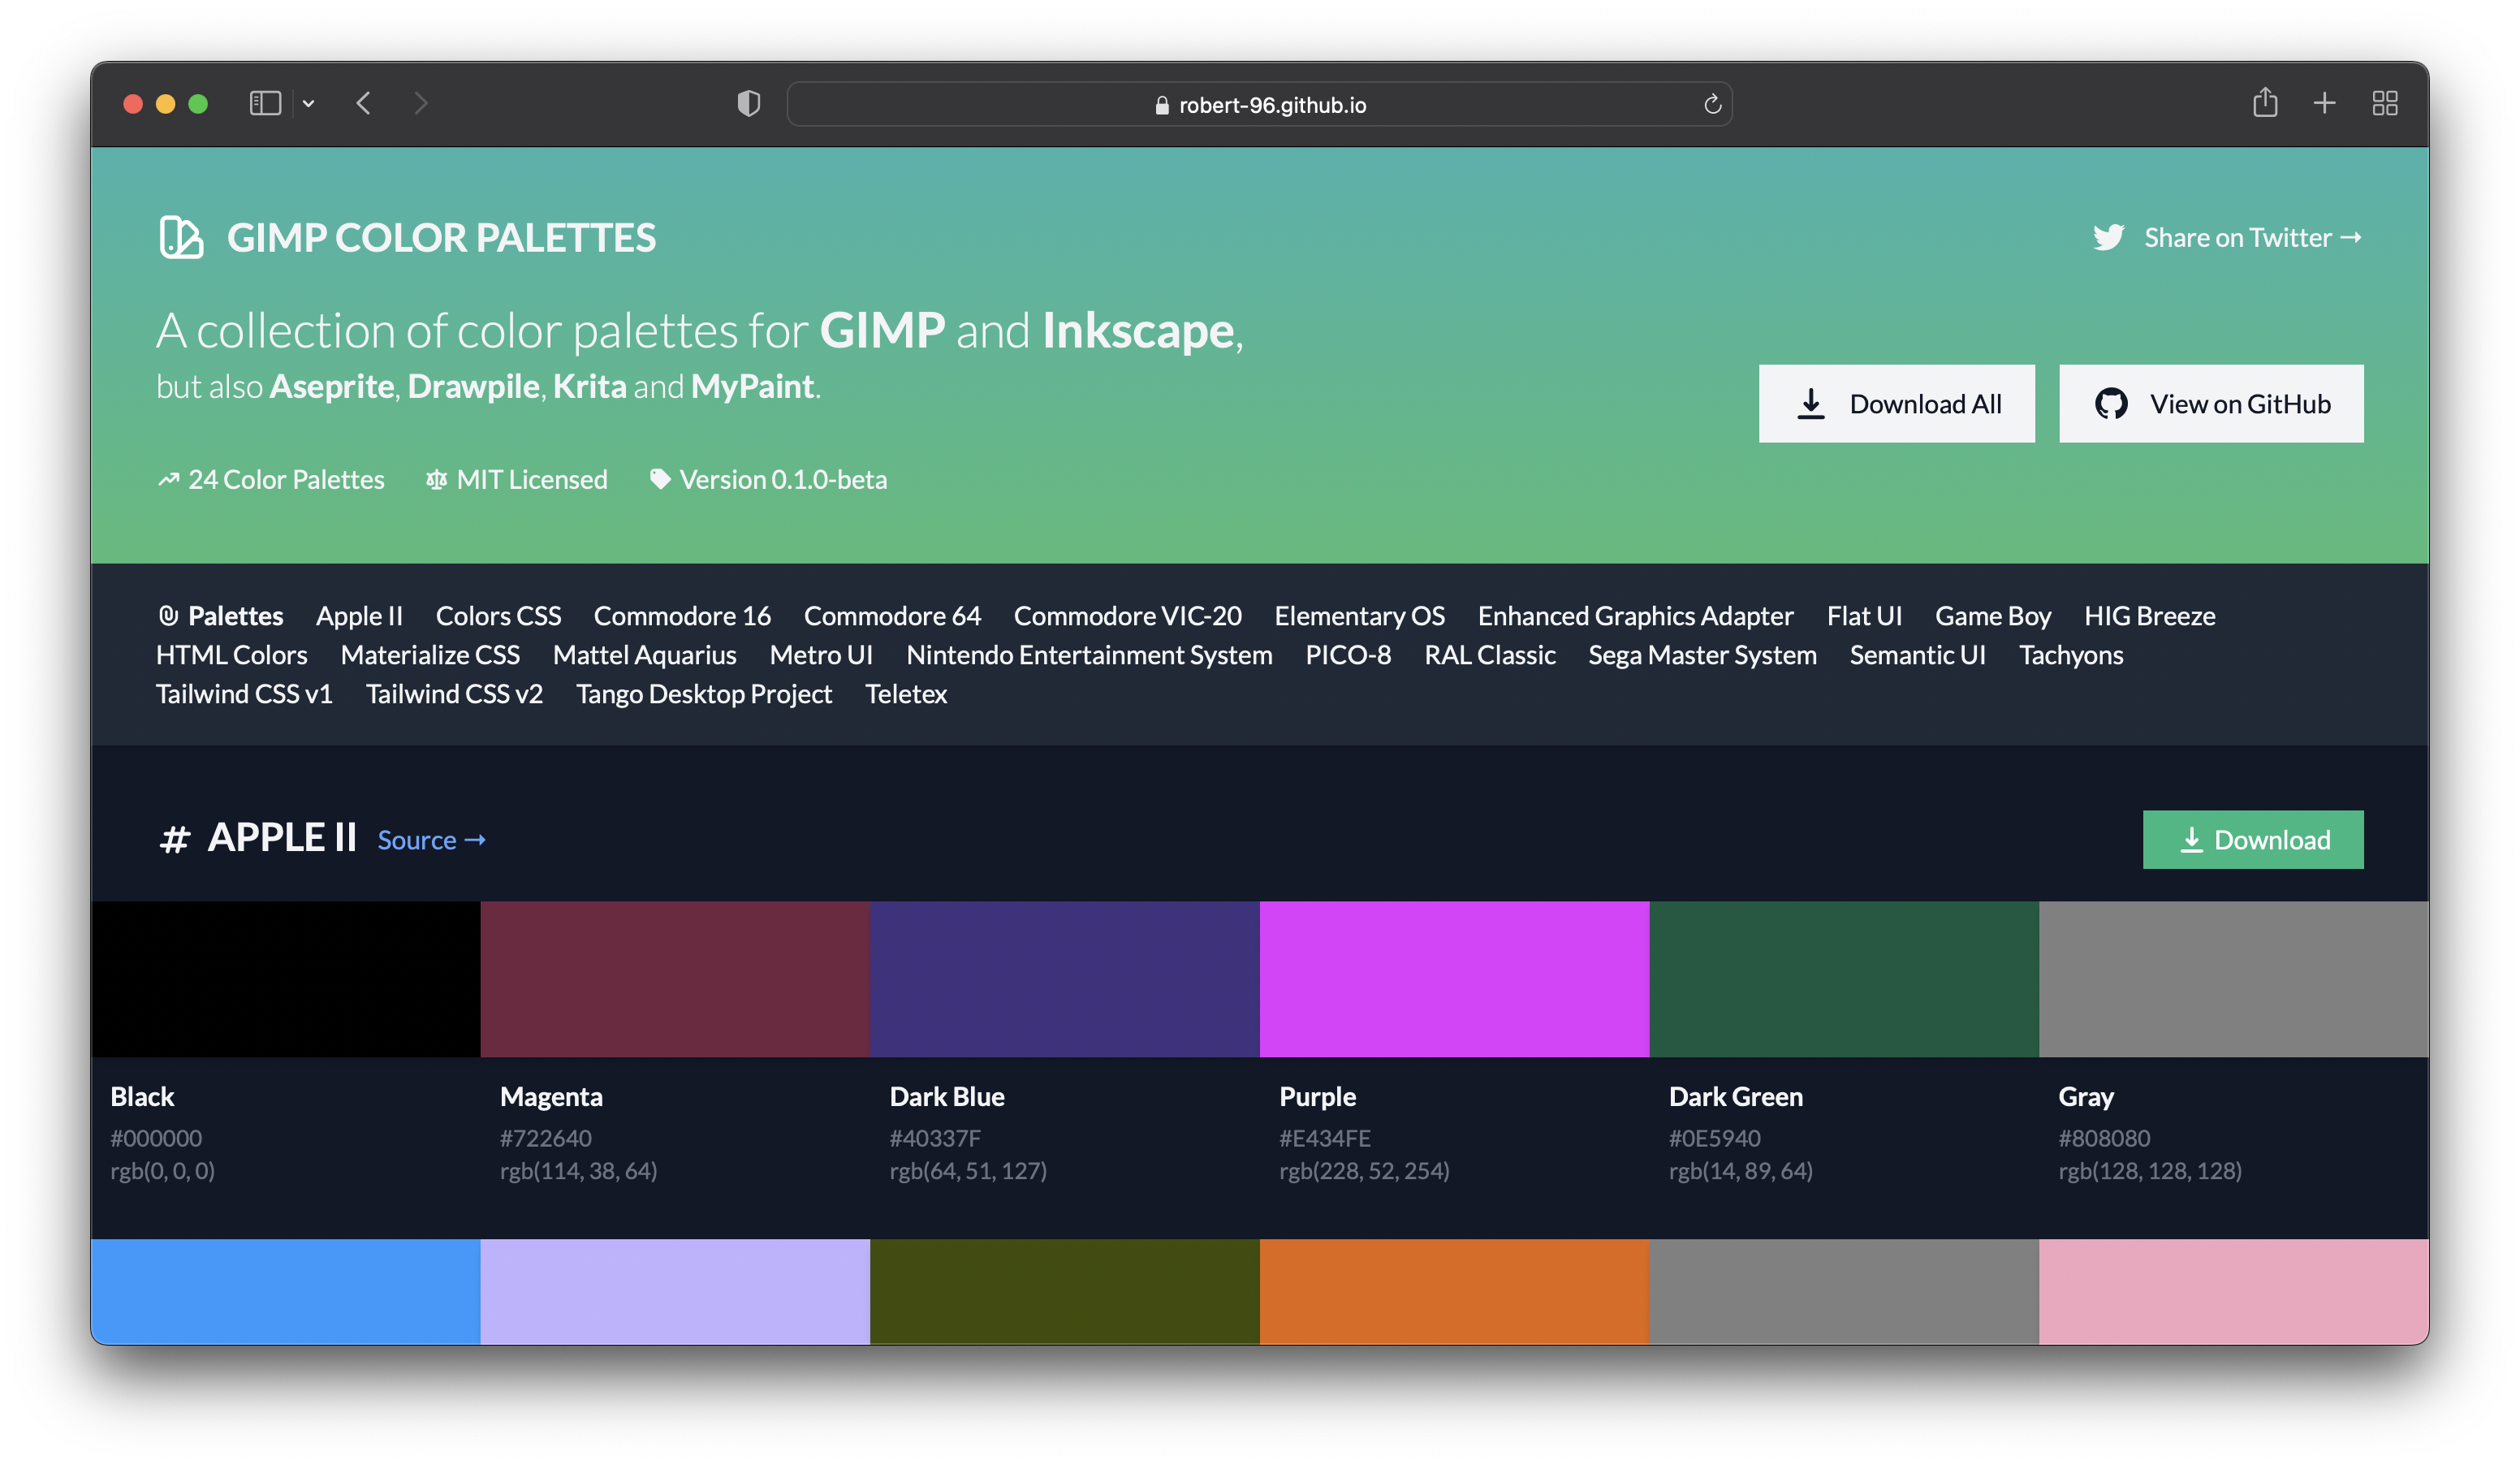 robert-96.github.io
GIMP COLOR PALETTES
Share on Twitter →
A collection of color palettes for GIMP and Inkscape,
but also Aseprite, Drawpile, Krita and MyPaint.
Download All
View on GitHub
24 Color Palettes MIT Licensed Version 0.1.0-beta
Palettes Apple II Colors CSS Commodore 16 Commodore 64 Commodore VIC-20 Elementary OS Enhanced Graphics Adapter Flat UI Game Boy HIG Breeze
HTML Colors Materialize CSS Mattel Aquarius Metro UI Nintendo Entertainment System PICO-8 RAL Classic Sega Master System Semantic UI Tachyons
Tailwind CSS v1 Tailwind CSS v2 Tango Desktop Project Teletex
# APPLE II Source →
Download
Black
#000000
rgb(0, 0, 0)
Magenta
#722640
rgb(114, 38, 64)
Dark Blue
#40337F
rgb(64, 51, 127)
Purple
#E434FE
rgb(228, 52, 254)
Dark Green
#0E5940
rgb(14, 89, 64)
Gray
#808080
rgb(128, 128, 128)